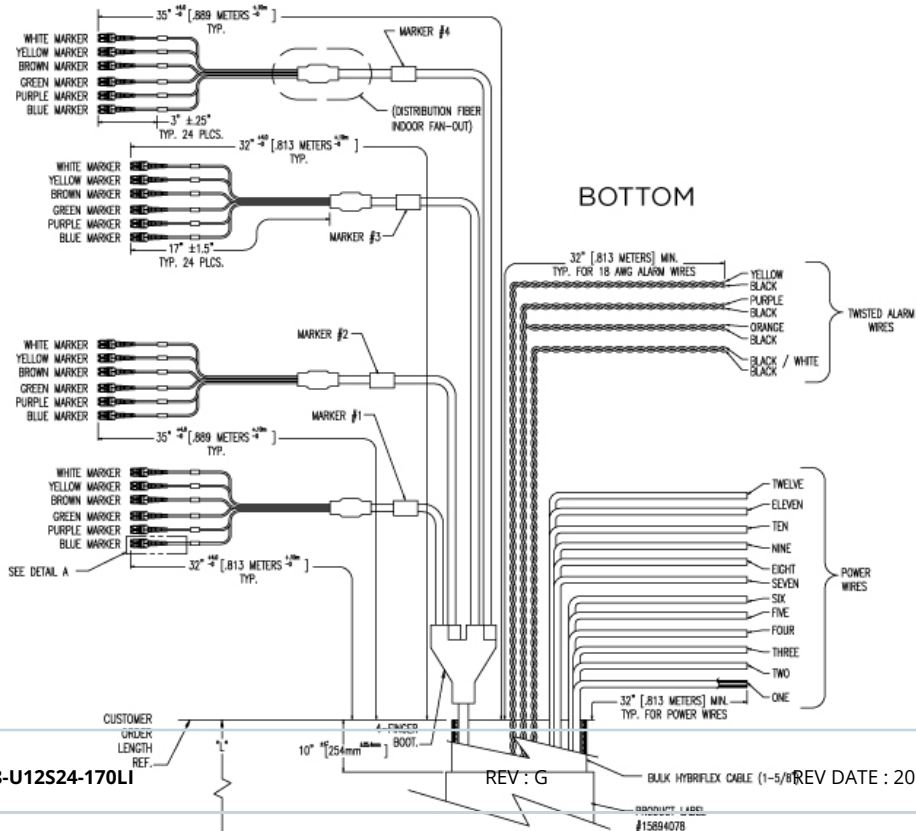 35" [.889 METERS ]
TYP.
WHITE MARKER
YELLOW MARKER
BROWN MARKER
GREEN MARKER
PURPLE MARKER
BLUE MARKER
MARKER #4
(DISTRIBUTION FIBER
INDOOR FAN-OUT)
3" ±.25"
TYP. 24 PLCS.
32" [.813 METERS ]
TYP.
WHITE MARKER
YELLOW MARKER
BROWN MARKER
GREEN MARKER
PURPLE MARKER
BLUE MARKER
MARKER #3
17" ±1.5"
TYP. 24 PLCS.
BOTTOM
32" [.813 METERS] MIN.
TYP. FOR 18 AWG ALARM WIRES
YELLOW
BLACK
PURPLE
BLACK
ORANGE
BLACK
BLACK / WHITE
BLACK
TWISTED ALARM
WIRES
MARKER #2
WHITE MARKER
YELLOW MARKER
BROWN MARKER
GREEN MARKER
PURPLE MARKER
BLUE MARKER
MARKER #1
35" [.889 METERS ]
TYP.
WHITE MARKER
YELLOW MARKER
BROWN MARKER
GREEN MARKER
PURPLE MARKER
BLUE MARKER
SEE DETAIL A
32" [.813 METERS ]
TYP.
TWELVE
ELEVEN
TEN
NINE
EIGHT
SEVEN
SIX
FIVE
FOUR
THREE
TWO
ONE
POWER
WIRES
32" [.813 METERS] MIN.
TYP. FOR POWER WIRES
CUSTOMER
ORDER
LENGTH
REF.
"L"
4-FINGER
BOOT.
10" [254mm ]
-U12S24-170LI
REV : G
BULK HYBRIFLEX CABLE (1-5/8")
REV DATE : 20
PRODUCT LABEL
#15894078